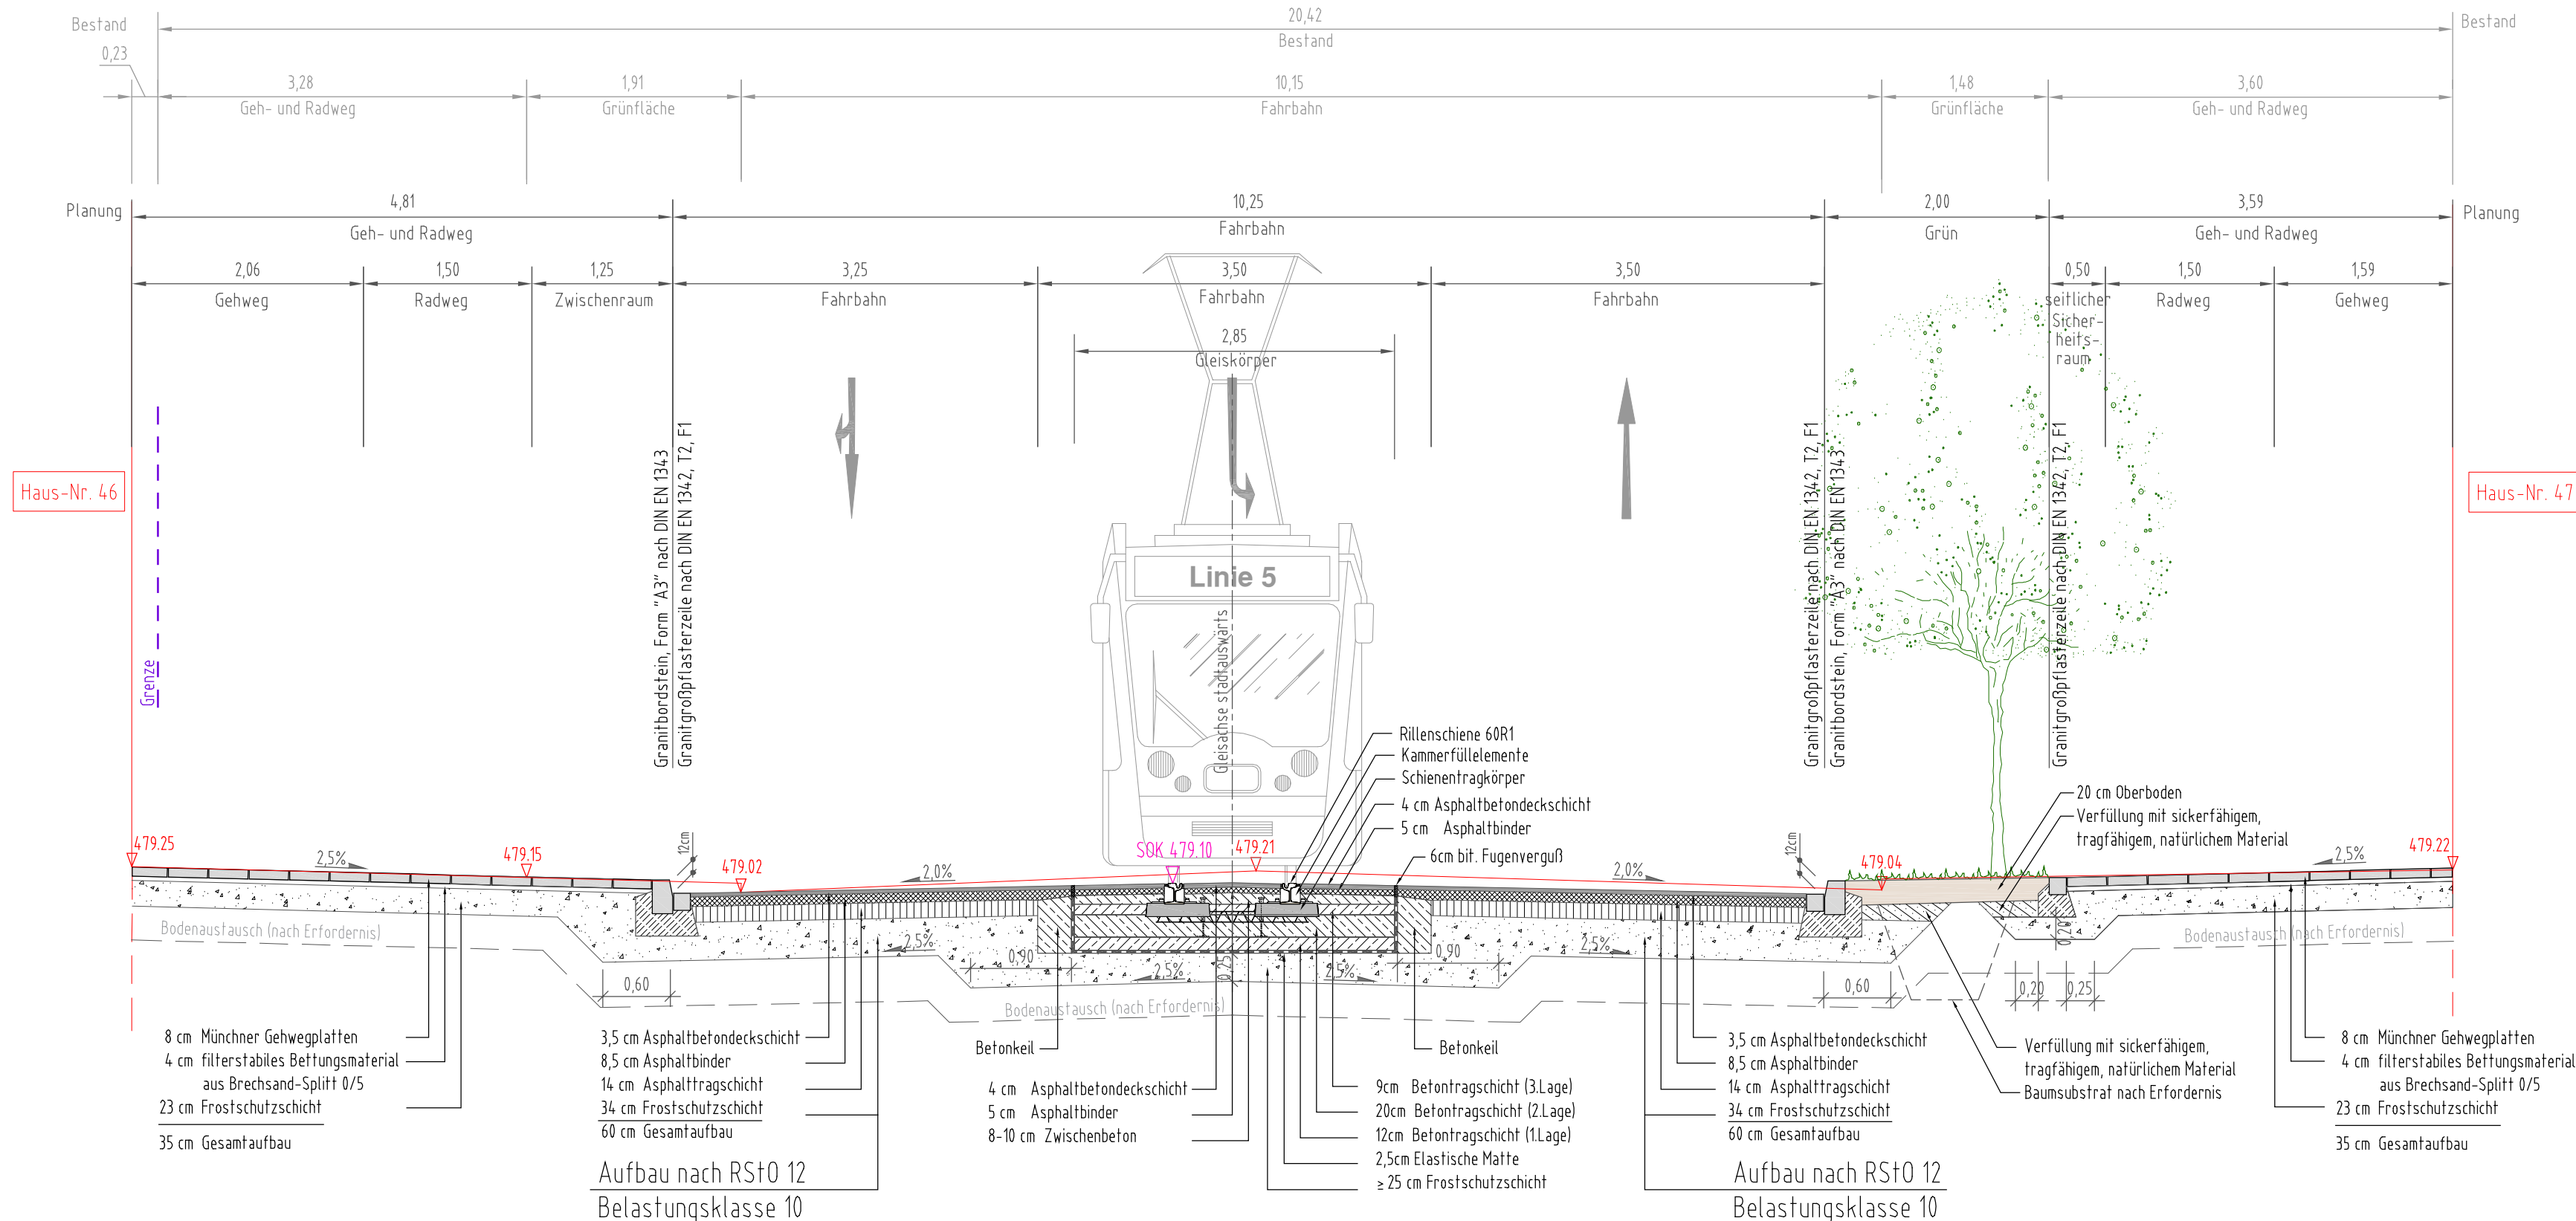 Bestand
20,42
Bestand
Bestand
0,23
3,28
Geh- und Radweg
1,91
Grünfläche
10,15
Fahrbahn
1,48
Grünfläche
3,60
Geh- und Radweg
Planung
4,81
Geh- und Radweg
10,25
Fahrbahn
2,00
Grün
3,59
Geh- und Radweg
Planung
2,06
Gehweg
1,50
Radweg
1,25
Zwischenraum
3,25
Fahrbahn
3,50
Fahrbahn
3,50
Fahrbahn
0,50
seitlicher
Sicher-
heits-
raum
1,50
Radweg
1,59
Gehweg
2,85
Gleiskörper
Haus-Nr. 46
Haus-Nr. 47
Grenze
Granitbordstein, Form "A3" nach DIN EN 1343
Granitgroßpflasterzeile nach DIN EN 1342, T2, F1
Linie 5
Gleisachse stadtauswärts
Granitgroßpflasterzeile nach DIN EN 1342, T2, F1
Granitbordstein, Form "A3" nach DIN EN 1343
Granitgroßpflasterzeile nach DIN EN 1342, T2, F1
Rillenschiene 60R1
Kammerfüllelemente
Schienentragkörper
4 cm Asphaltbetondeckschicht
5 cm Asphaltbinder
6cm bit. Fugenverguß
20 cm Oberboden
Verfüllung mit sickerfähigem,
tragfähigem, natürlichem Material
479.25
2,5%
479.15
12cm
479.02
2,0%
SOK 479.10
479.21
2,0%
12cm
479.04
2,5%
479.22
Bodenaustausch (nach Erfordernis)
0,60
2,5%
0,90
2,5%
0,25
2,5%
0,90
2,5%
0,60
0,20
0,20
0,25
Bodenaustausch (nach Erfordernis)
Bodenaustausch (nach Erfordernis)
8 cm Münchner Gehwegplatten
4 cm filterstabiles Bettungsmaterial
aus Brechsand-Splitt 0/5
23 cm Frostschutzschicht
35 cm Gesamtaufbau
3,5 cm Asphaltbetondeckschicht
8,5 cm Asphaltbinder
14 cm Asphalttragschicht
34 cm Frostschutzschicht
60 cm Gesamtaufbau
Aufbau nach RStO 12
Belastungsklasse 10
Betonkeil
4 cm Asphaltbetondeckschicht
5 cm Asphaltbinder
8-10 cm Zwischenbeton
Betonkeil
9cm Betontragschicht (3.Lage)
20cm Betontragschicht (2.Lage)
12cm Betontragschicht (1.Lage)
2,5cm Elastische Matte
≥ 25 cm Frostschutzschicht
3,5 cm Asphaltbetondeckschicht
8,5 cm Asphaltbinder
14 cm Asphalttragschicht
34 cm Frostschutzschicht
60 cm Gesamtaufbau
Aufbau nach RStO 12
Belastungsklasse 10
Verfüllung mit sickerfähigem,
tragfähigem, natürlichem Material
Baumsubstrat nach Erfordernis
8 cm Münchner Gehwegplatten
4 cm filterstabiles Bettungsmaterial
aus Brechsand-Splitt 0/5
23 cm Frostschutzschicht
35 cm Gesamtaufbau